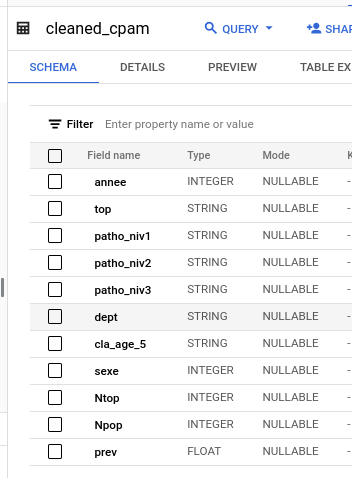 cleaned_cpam QUERY SHAR
SCHEMA DETAILS PREVIEW TABLE EX
Filter Enter property name or value
Field name Type Mode K
annee INTEGER NULLABLE -
top STRING NULLABLE -
patho_niv1 STRING NULLABLE -
patho_niv2 STRING NULLABLE -
patho_niv3 STRING NULLABLE -
dept STRING NULLABLE -
cla_age_5 STRING NULLABLE -
sexe INTEGER NULLABLE -
Ntop INTEGER NULLABLE -
Npop INTEGER NULLABLE -
prev FLOAT NULLABLE -